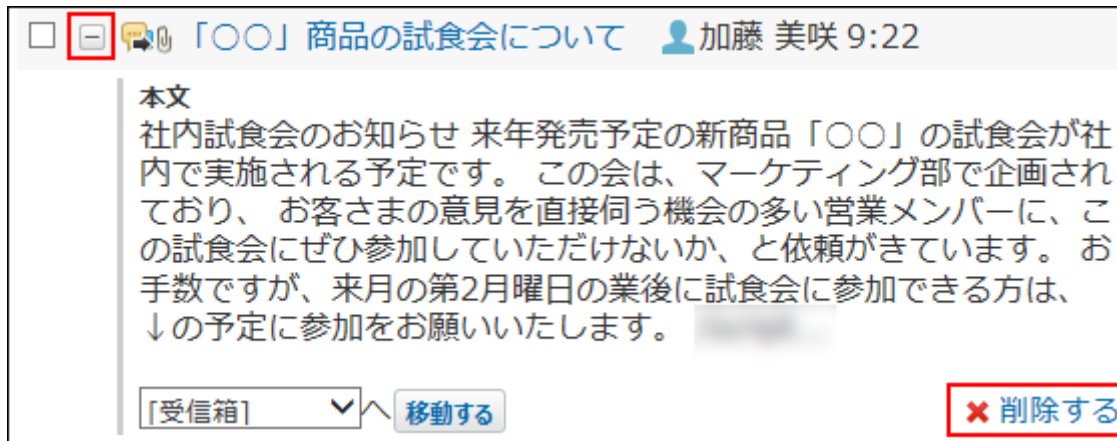 「○○」商品の試食会について 加藤 美咲 9:22
本文
社内試食会のお知らせ 来年発売予定の新商品「○○」の試食会が社
内で実施される予定です。 この会は、マーケティング部で企画され
ており、 お客さまの意見を直接伺う機会の多い営業メンバーに、こ
の試食会にぜひ参加していただけないか、と依頼がきています。 お
手数ですが、来月の第2月曜日の業後に試食会に参加できる方は、
↓の予定に参加をお願いいたします。
[受信箱] へ 移動する 削除する